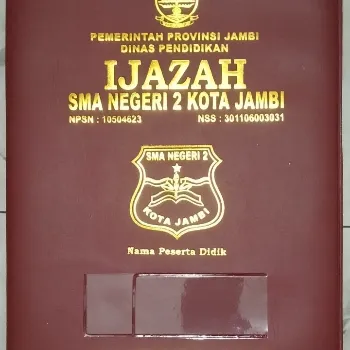 PEMERINTAH PROVINSI JAMBI
DINAS PENDIDIKAN
IJAZAH
SMA NEGERI 2 KOTA JAMBI
NPSN : 10504623 NSS : 301106003031
SMA NEGERI 2
KOTA JAMBI
Nama Peserta Didik